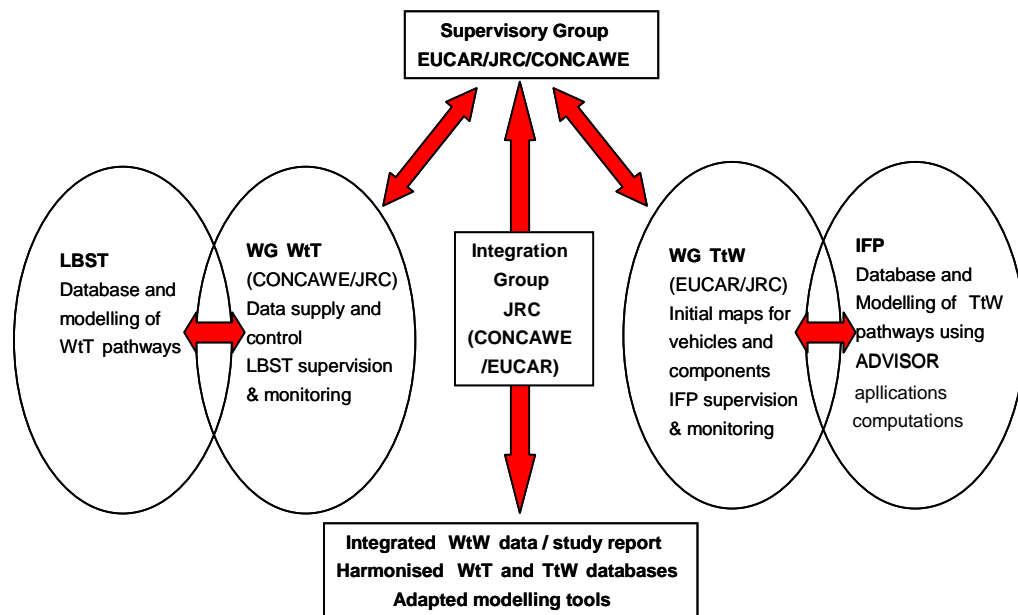 Supervisory Group
EUCAR/JRC/CONCAWE
LBST
Database and
modelling of
WtT pathways
WG WtT
(CONCAWE/JRC)
Data supply and
control
LBST supervision
& monitoring
Integration
Group
JRC
(CONCAWE
/EUCAR)
WG TtW
(EUCAR/JRC)
Initial maps for
vehicles and
components
IFP supervision
& monitoring
IFP
Database and
Modelling of TtW
pathways using
ADVISOR
apllications
computations
Integrated WtW data / study report
Harmonised WtT and TtW databases
Adapted modelling tools